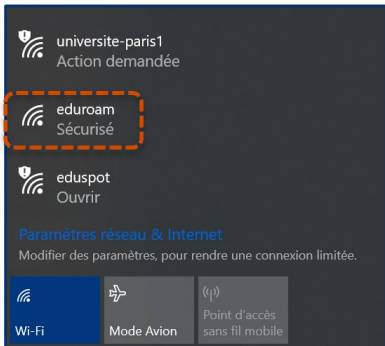 universite-paris1
Action demandée
eduroam
Sécurisé
eduspot
Ouvrir
Paramètres réseau & Internet
Modifier des paramètres, pour rendre une connexion limitée.
Wi-Fi
Mode Avion
Point d'accès
sans fil mobile